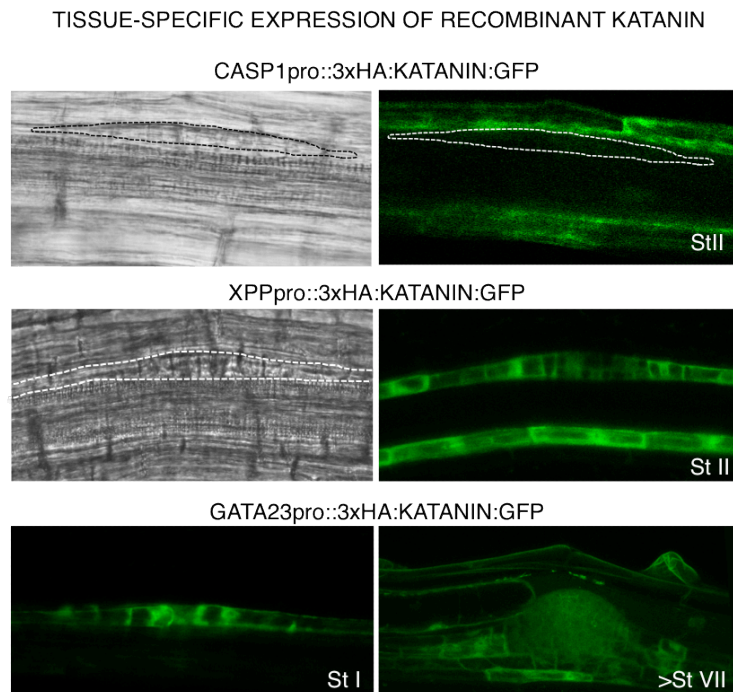 TISSUE-SPECIFIC EXPRESSION OF RECOMBINANT KATANIN
CASP1pro::3xHA:KATANIN:GFP
StII
XPPpro::3xHA:KATANIN:GFP
St II
GATA23pro::3xHA:KATANIN:GFP
St I
>St VII